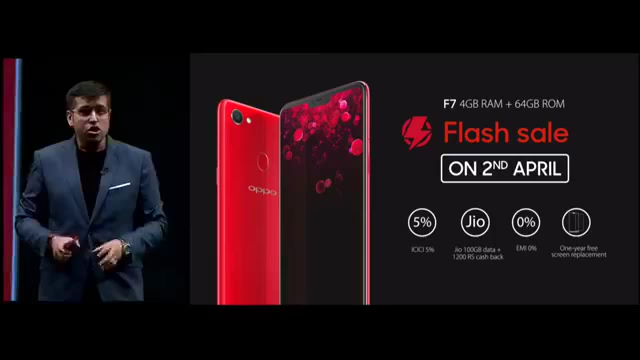 F7 4GB RAM + 64GB ROM
Flash sale
ON 2ND APRIL
oppo
5%
Jio
0%
ICICI 5%
Jio 100GB data +
1200 RS cash back
EMI 0%
One-year free
screen replacement